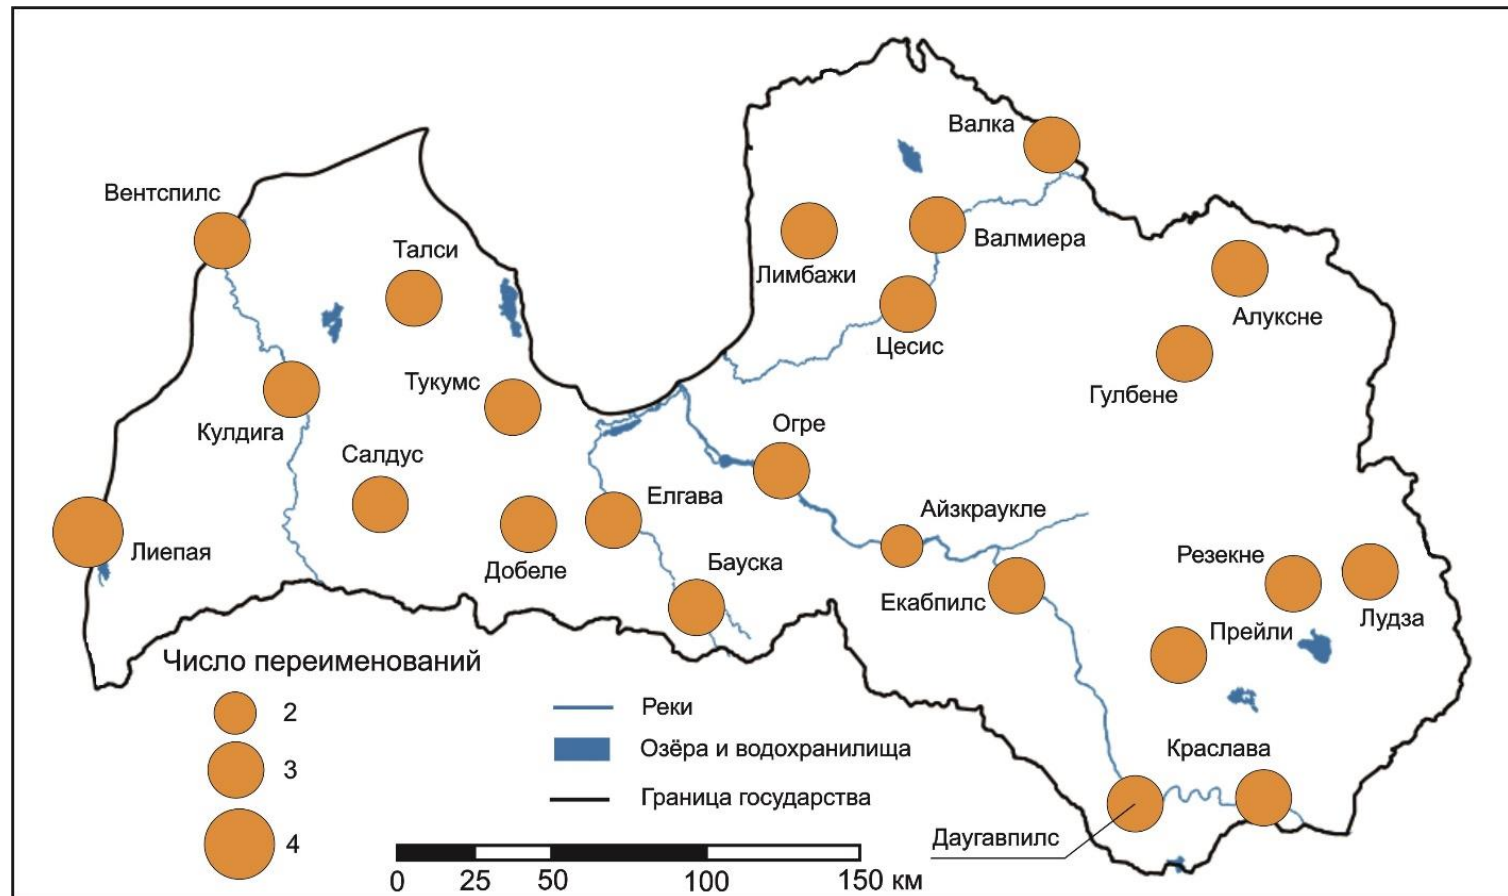 Валка
Вентспилс
Талси
Валмиера
Лимбажи
Алуксне
Цесис
Тукумс
Гулбене
Кулдига
Огре
Салдус
Елгава
Айзкраукле
Лиепая
Резекне
Бауска
Добеле
Екабпилс
Лудза
Прейли
Число переименований
2
3
4
Реки
Озёра и водохранилища
Граница государства
Краслава
Даугавпилс
0 25 50 100 150 км